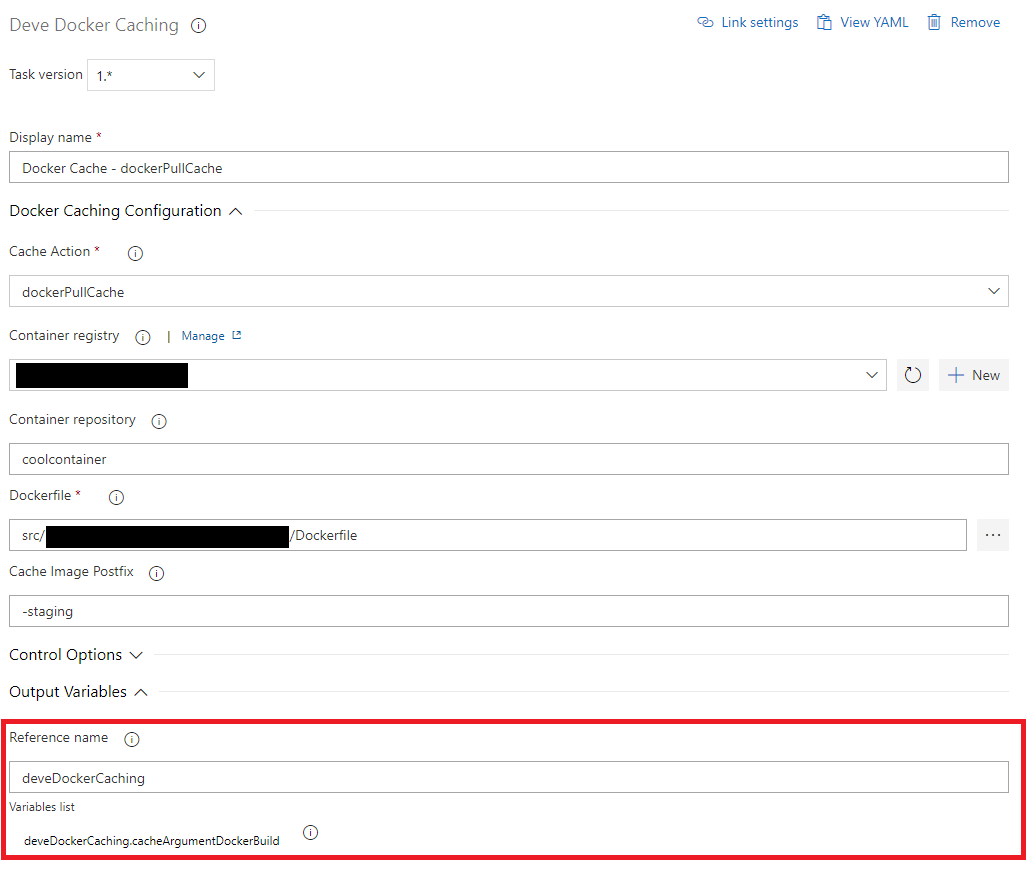 Deve Docker Caching
Link settings View YAML Remove
Task version 1.*
Display name *
Docker Cache - dockerPullCache
Docker Caching Configuration
Cache Action *
dockerPullCache
Container registry | Manage
New
Container repository
coolcontainer
Dockerfile *
src/ /Dockerfile
Cache Image Postfix
-staging
Control Options
Output Variables
Reference name
deveDockerCaching
Variables list
deveDockerCaching.cacheArgumentDockerBuild